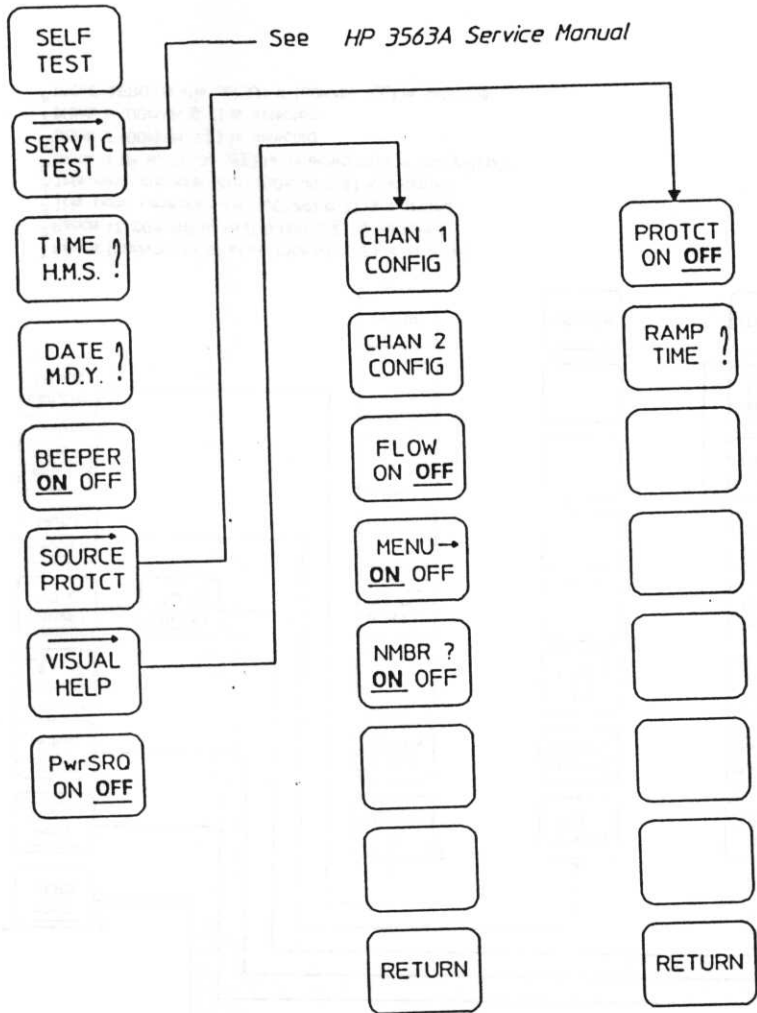 SELF
TEST
See HP 3563A Service Manual
SERVIC
TEST
TIME
H.M.S. ?
DATE
M.D.Y. ?
BEEPER
ON OFF
SOURCE
PROTCT
VISUAL
HELP
PwrSRQ
ON OFF
CHAN 1
CONFIG
CHAN 2
CONFIG
FLOW
ON OFF
MENU→
ON OFF
NMBR ?
ON OFF
RETURN
PROTCT
ON OFF
RAMP
TIME ?
RETURN